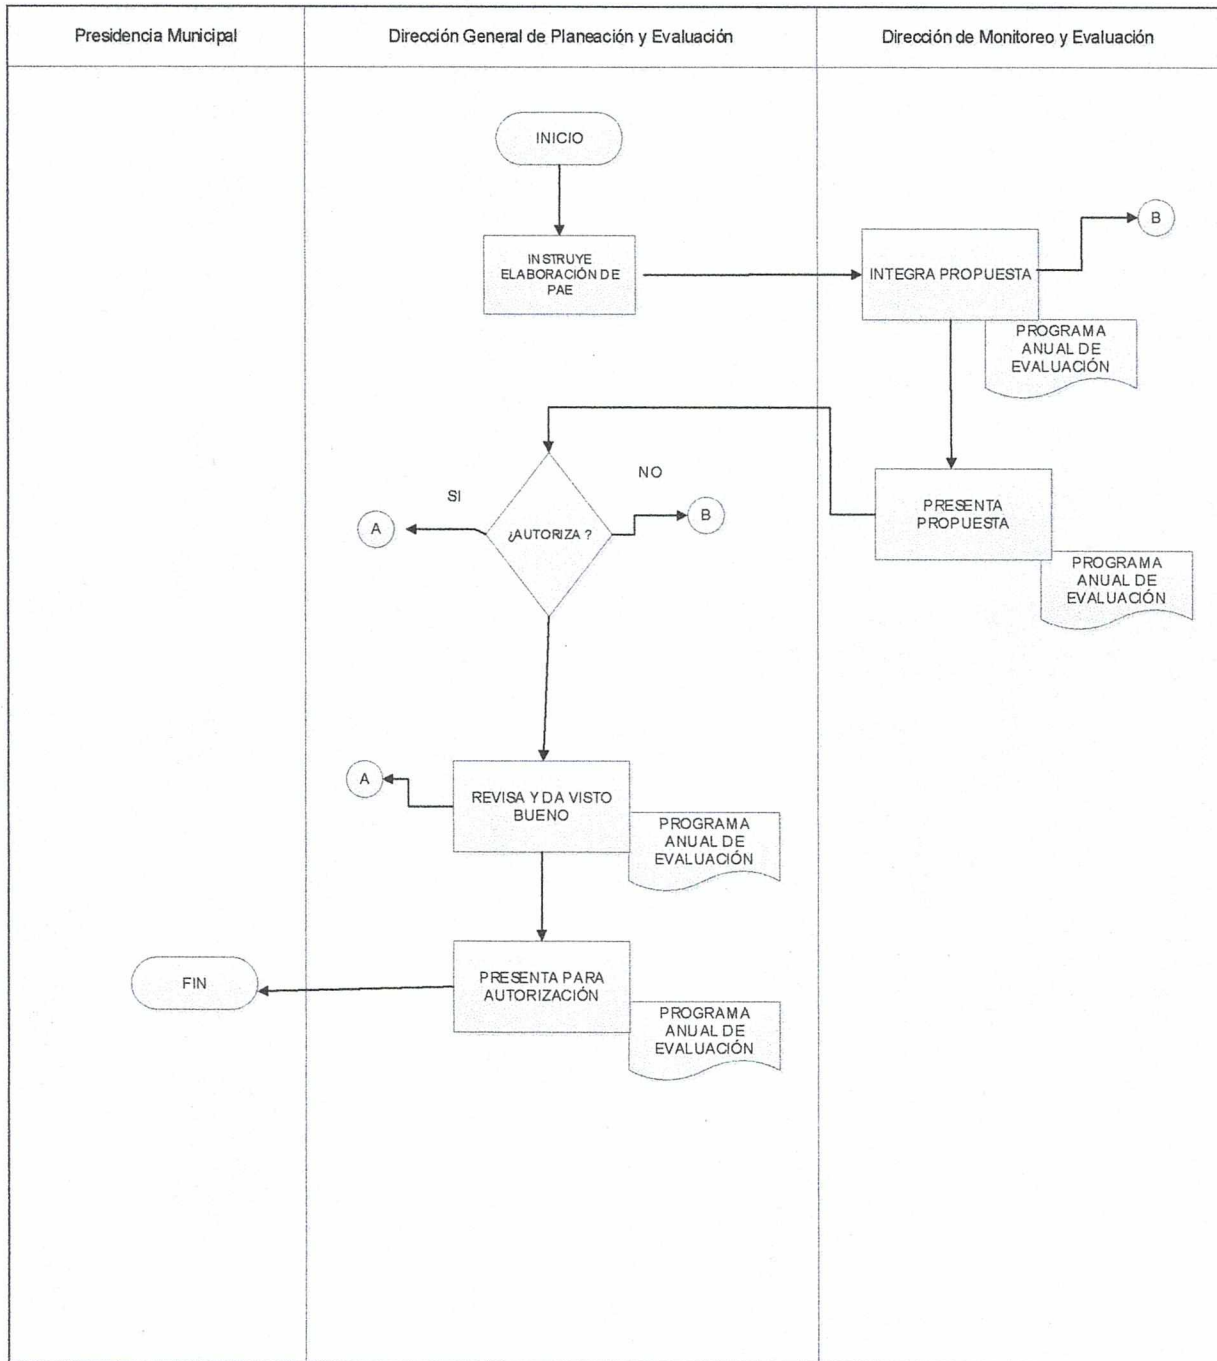 Presidencia Municipal
Dirección General de Planeación y Evaluación
Dirección de Monitoreo y Evaluación
INICIO
B
INSTRUYE
ELABORACIÓN DE
PAE
INTEGRA PROPUESTA
PROGRAMA
ANUAL DE
EVALUACIÓN
SI
NO
A
¿AUTORIZA ?
B
PRESENTA
PROPUESTA
PROGRAMA
ANUAL DE
EVALUACIÓN
A
REVISA Y DA VISTO
BUENO
PROGRAMA
ANUAL DE
EVALUACIÓN
FIN
PRESENTA PARA
AUTORIZACIÓN
PROGRAMA
ANUAL DE
EVALUACIÓN